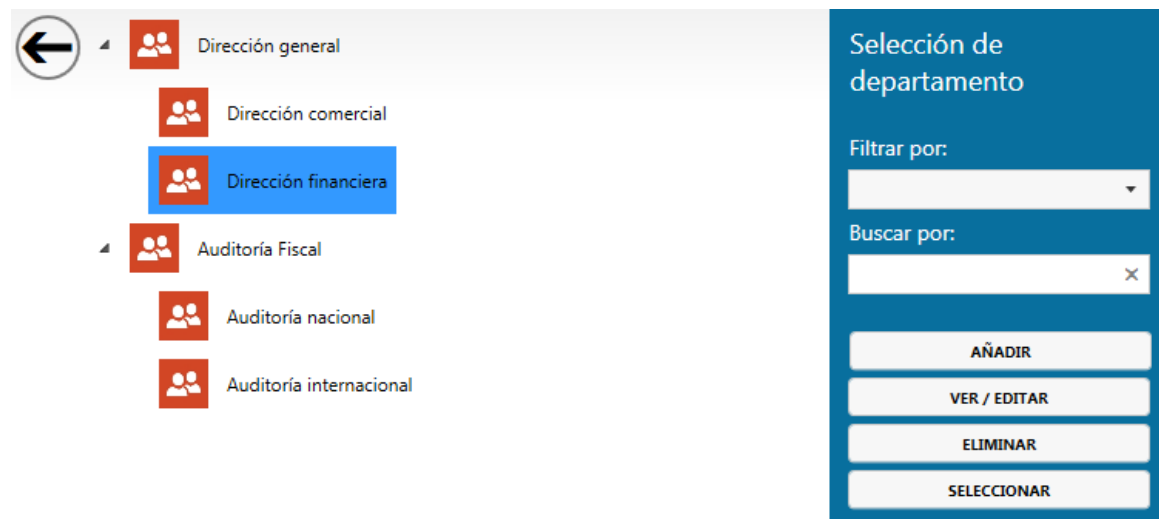 Dirección general
Dirección comercial
Dirección financiera
Auditoría Fiscal
Auditoría nacional
Auditoría internacional
Selección de
departamento
Filtrar por:
Buscar por:
AÑADIR
VER / EDITAR
ELIMINAR
SELECCIONAR